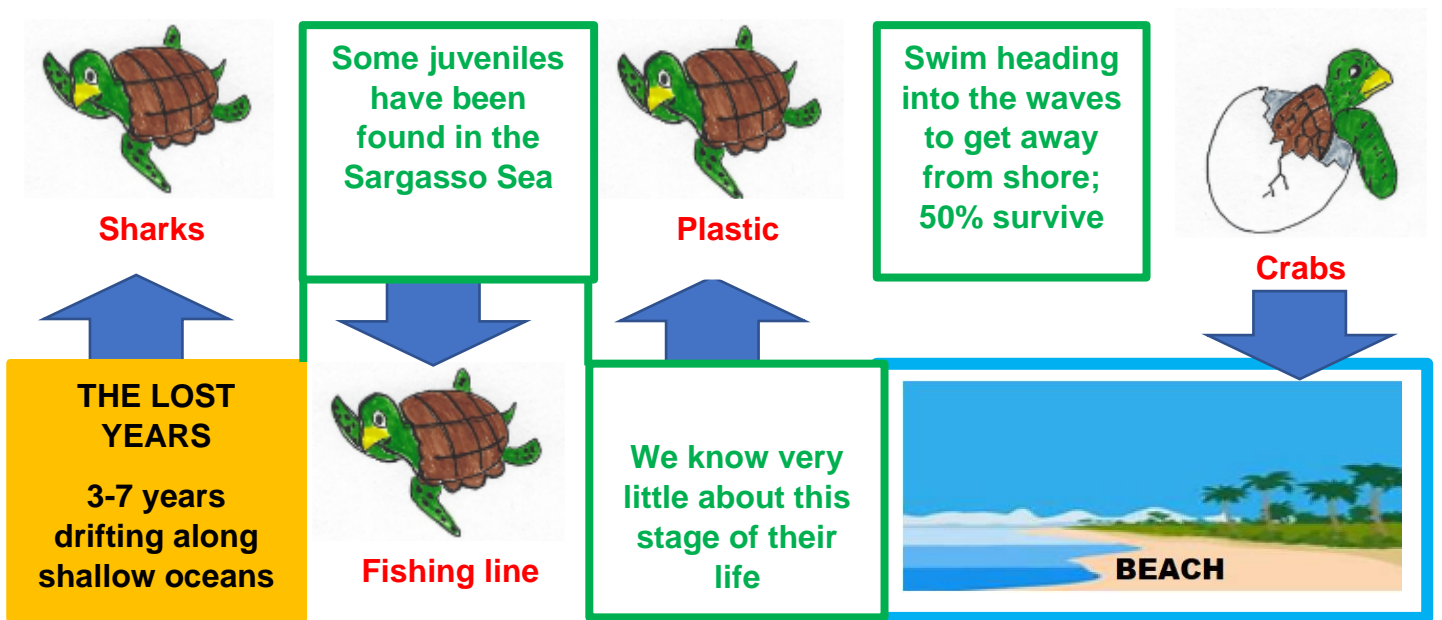 Sharks
Some juveniles
have been
found in the
Sargasso Sea
Plastic
Swim heading
into the waves
to get away
from shore;
50% survive
Crabs
THE LOST
YEARS
3-7 years
drifting along
shallow oceans
Fishing line
We know very
little about this
stage of their
life
BEACH